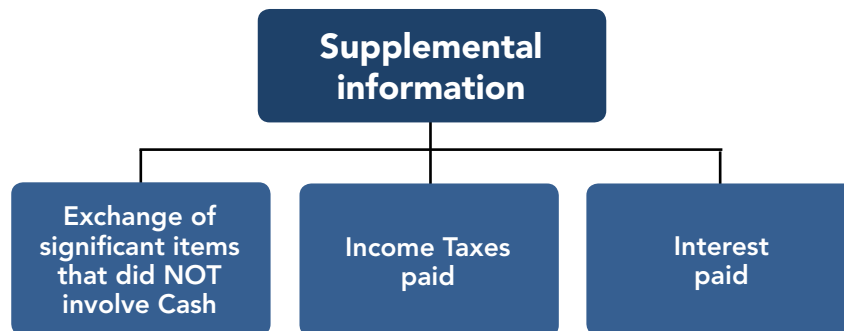 Supplemental
information
Exchange of
significant items
that did NOT
involve Cash
Income Taxes
paid
Interest
paid